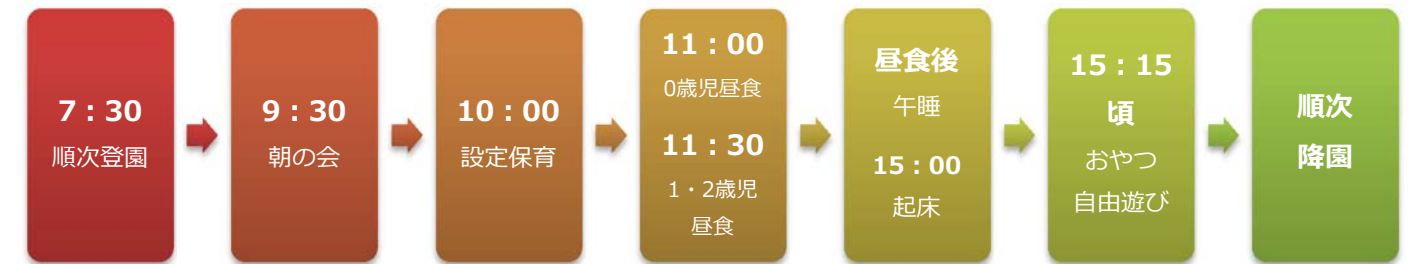 7：30
順次登園
9：30
朝の会
10：00
設定保育
11：00
0歳児昼食
11：30
1・2歳児
昼食
昼食後
午睡
15：00
起床
15：15
頃
おやつ
自由遊び
順次
降園